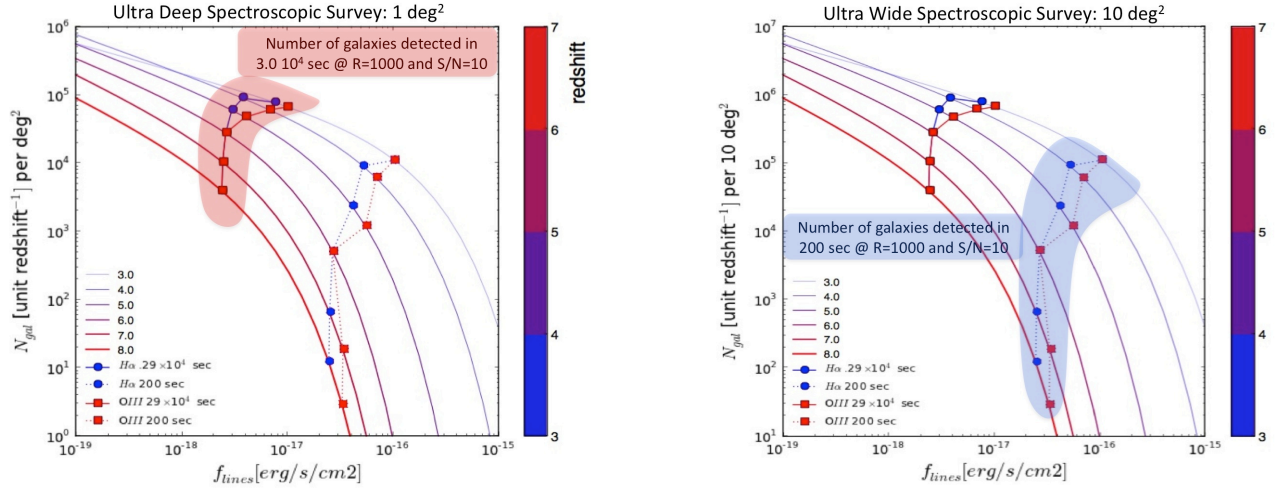 Ultra Deep Spectroscopic Survey: 1 deg²
10⁶
10⁵
10⁴
10³
10²
10¹
10⁰
N_gal [unit redshift⁻¹] per deg²
Number of galaxies detected in
3.0 10⁴ sec @ R=1000 and S/N=10
3.0
4.0
5.0
6.0
7.0
8.0
Hα .29×10⁴ sec
Hα 200 sec
OIII 29×10⁴ sec
OIII 200 sec
10⁻¹⁹
10⁻¹⁸
10⁻¹⁷
10⁻¹⁶
10⁻¹⁵
f_lines[erg/s/cm2]
7
6
5
4
3
redshift
Ultra Wide Spectroscopic Survey: 10 deg²
10⁷
10⁶
10⁵
10⁴
10³
10²
10¹
N_gal [unit redshift⁻¹] per 10 deg²
Number of galaxies detected in
200 sec @ R=1000 and S/N=10
3.0
4.0
5.0
6.0
7.0
8.0
Hα .29×10⁴ sec
Hα 200 sec
OIII 29×10⁴ sec
OIII 200 sec
10⁻¹⁹
10⁻¹⁸
10⁻¹⁷
10⁻¹⁶
10⁻¹⁵
f_lines[erg/s/cm2]
7
6
5
4
3